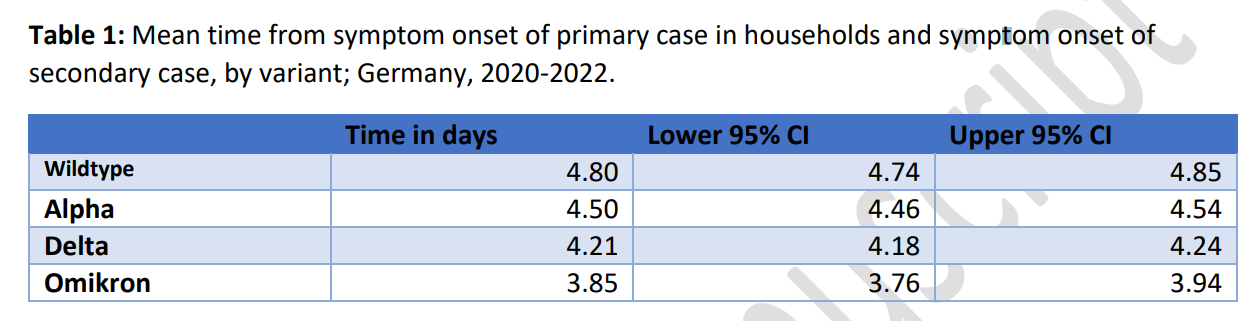 Table 1: Mean time from symptom onset of primary case in households and symptom onset of
secondary case, by variant; Germany, 2020-2022.
Time in days Lower 95% CI Upper 95% CI
Wildtype 4.80 4.74 4.85
Alpha 4.50 4.46 4.54
Delta 4.21 4.18 4.24
Omikron 3.85 3.76 3.94